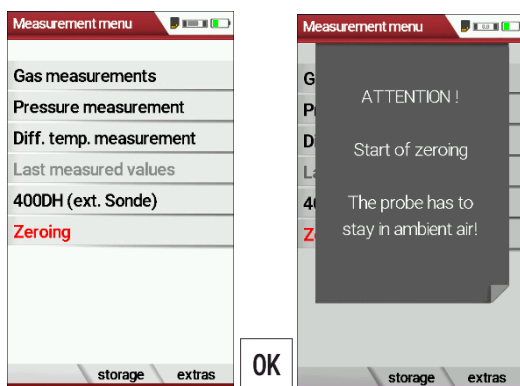 Measurement menu
Gas measurements
Pressure measurement
Diff. temp. measurement
Last measured values
400DH (ext. Sonde)
Zeroing
storage extras
OK
Measurement menu
G
P
D
L
4
Z
ATTENTION !
Start of zeroing
The probe has to
stay in ambient air!
storage extras